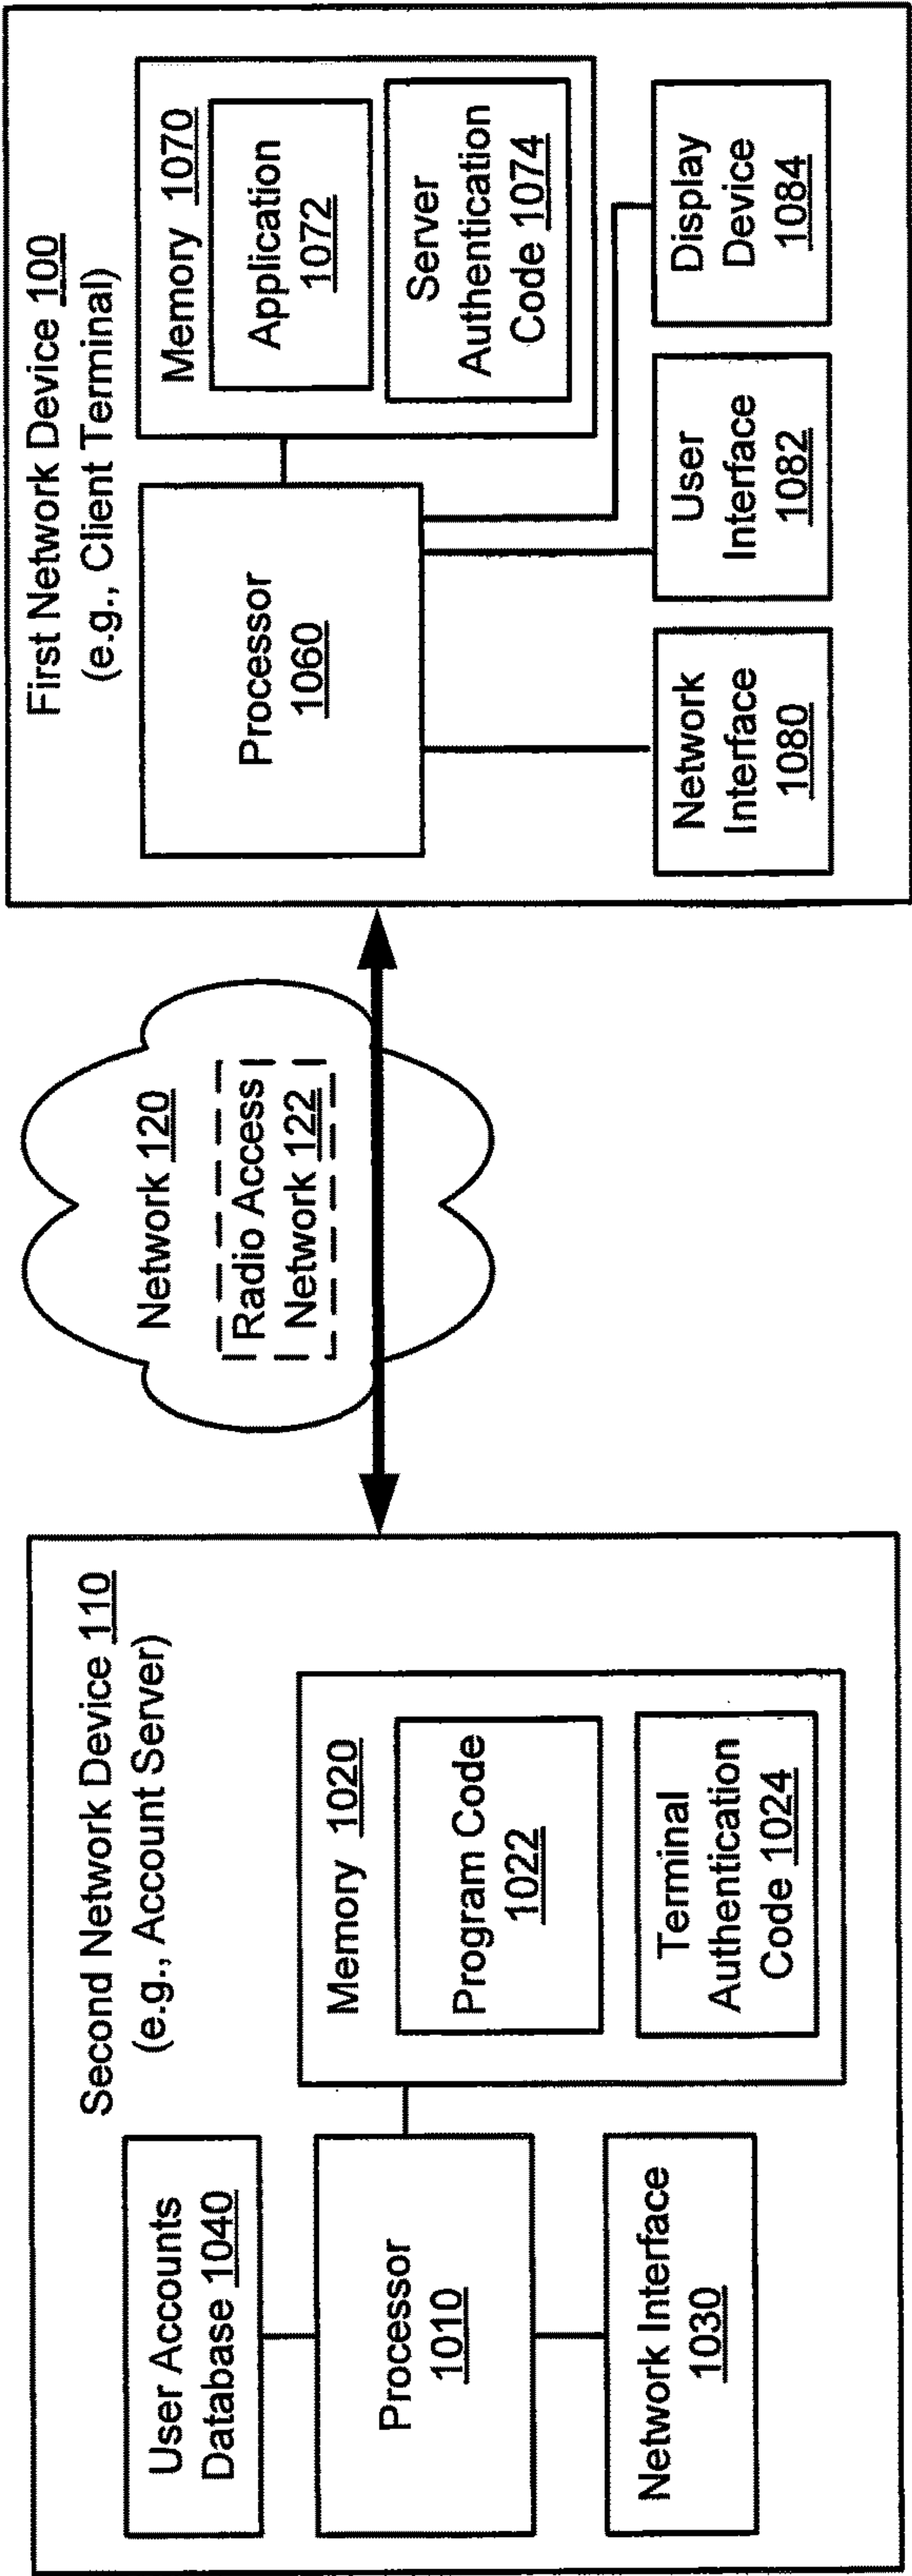 Second Network Device 110
(e.g., Account Server)
User Accounts
Database 1040
Processor
1010
Network Interface
1030
Memory 1020
Program Code
1022
Terminal
Authentication
Code 1024
Network 120
Radio Access
Network 122
First Network Device 100
(e.g., Client Terminal)
Processor
1060
Memory 1070
Application
1072
Server
Authentication
Code 1074
Network
Interface
1080
User
Interface
1082
Display
Device
1084